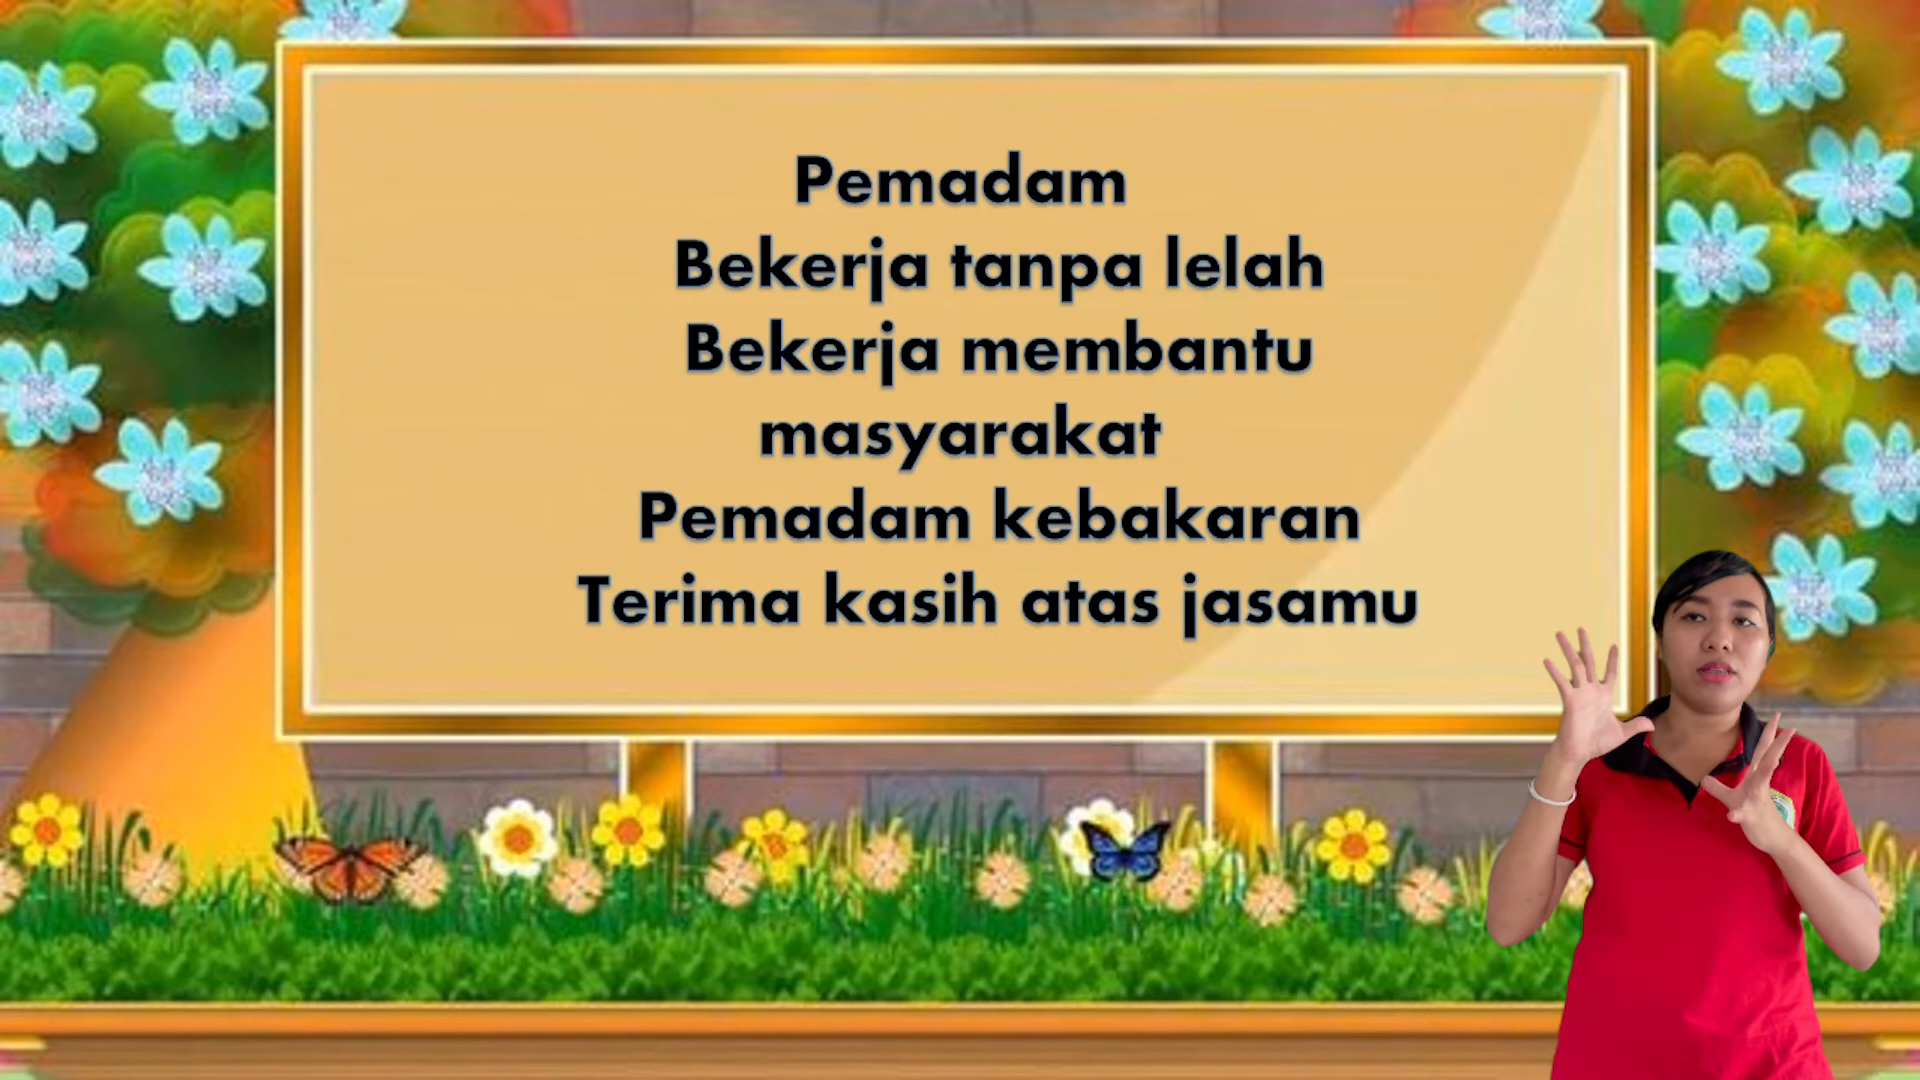 Pemadam
Bekerja tanpa lelah
Bekerja membantu
masyarakat
Pemadam kebakaran
Terima kasih atas jasamu